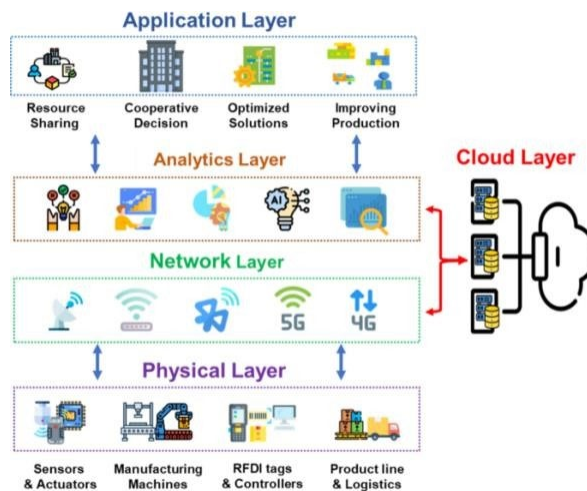 Application Layer
Resource Sharing
Cooperative Decision
Optimized Solutions
Improving Production
Analytics Layer
Cloud Layer
AI
Network Layer
5G
4G
Physical Layer
Sensors & Actuators
Manufacturing Machines
RFDI tags & Controllers
Product line & Logistics